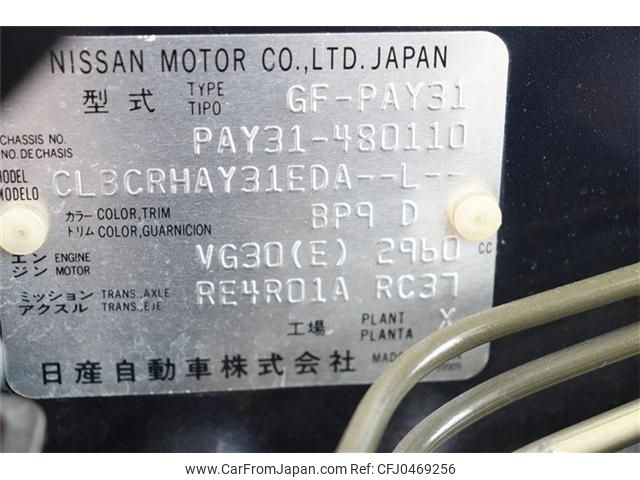 NISSAN MOTOR CO.,LTD.JAPAN
型式 TYPE TIPO GF-PAY31
CHASSIS NO. NO.DE CHASIS PAY31-480110
MODEL MODELO CLBCRHAY31EDA--L--
カラー COLOR,TRIM トリム COLOR,GUARNICION BP9 D
エンジン ENGINE MOTOR VG30(E) 2960 CC
ミッション TRANS.,AXLE アクスル TRANS.,EJE RE4R01A RC37
工場 PLANT PLANTA X
日産自動車株式会社 MADE
www.CarFromJapan.com | Ref No. CFJ0469256